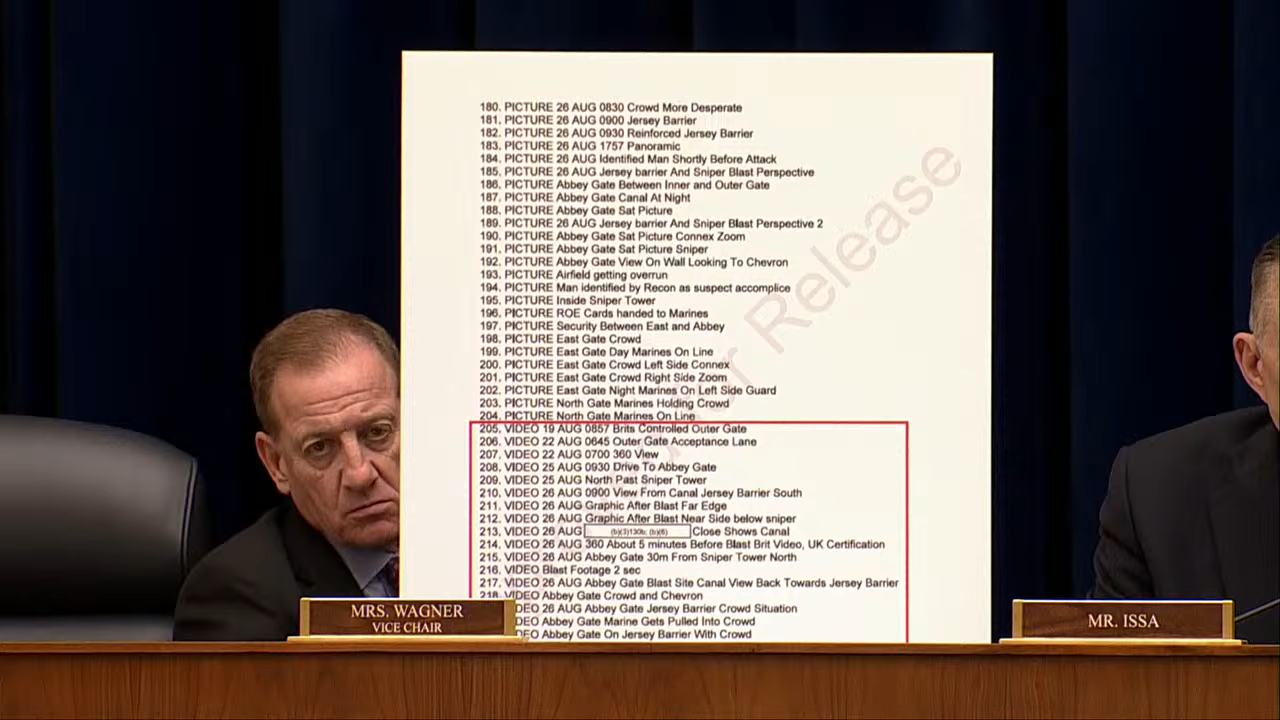 180. PICTURE 26 AUG 0830 Crowd More Desperate
181. PICTURE 26 AUG 0900 Jersey Barrier
182. PICTURE 26 AUG 0930 Reinforced Jersey Barrier
183. PICTURE 26 AUG 1757 Panoramic
184. PICTURE 26 AUG Identified Man Shortly Before Attack
185. PICTURE 26 AUG Jersey barrier And Sniper Blast Perspective
186. PICTURE Abbey Gate Between Inner and Outer Gate
187. PICTURE Abbey Gate Canal At Night
188. PICTURE Abbey Gate Sat Picture
189. PICTURE 26 AUG Jersey barrier And Sniper Blast Perspective 2
190. PICTURE Abbey Gate Sat Picture Connex Zoom
191. PICTURE Abbey Gate Sat Picture Sniper
192. PICTURE Abbey Gate View On Wall Looking To Chevron
193. PICTURE Airfield getting overrun
194. PICTURE Man identified by Recon as suspect accomplice
195. PICTURE Inside Sniper Tower
196. PICTURE ROE Cards handed to Marines
197. PICTURE Security Between East and Abbey
198. PICTURE East Gate Crowd
199. PICTURE East Gate Day Marines On Line
200. PICTURE East Gate Crowd Left Side Connex
201. PICTURE East Gate Crowd Right Side Zoom
202. PICTURE East Gate Night Marines On Left Side Guard
203. PICTURE North Gate Marines Holding Crowd
204. PICTURE North Gate Marines On Line
205. VIDEO 19 AUG 0857 Brits Controlled Outer Gate
206. VIDEO 22 AUG 0645 Outer Gate Acceptance Lane
207. VIDEO 22 AUG 0700 360 View
208. VIDEO 25 AUG 0930 Drive To Abbey Gate
209. VIDEO 25 AUG North Past Sniper Tower
210. VIDEO 26 AUG 0900 View From Canal Jersey Barrier South
211. VIDEO 26 AUG Graphic After Blast Far Edge
212. VIDEO 26 AUG Graphic After Blast Near Side below sniper
213. VIDEO 26 AUG (b)(3)130b, (b)(6) Close Shows Canal
214. VIDEO 26 AUG 360 About 5 minutes Before Blast Brit Video, UK Certification
215. VIDEO 26 AUG Abbey Gate 30m From Sniper Tower North
216. VIDEO Blast Footage 2 sec
217. VIDEO 26 AUG Abbey Gate Blast Site Canal View Back Towards Jersey Barrier
218. VIDEO Abbey Gate Crowd and Chevron
26 AUG Abbey Gate Jersey Barrier Crowd Situation
Abbey Gate Marine Gets Pulled Into Crowd
Abbey Gate On Jersey Barrier With Crowd
Release
MRS. WAGNER
VICE CHAIR
MR. ISSA